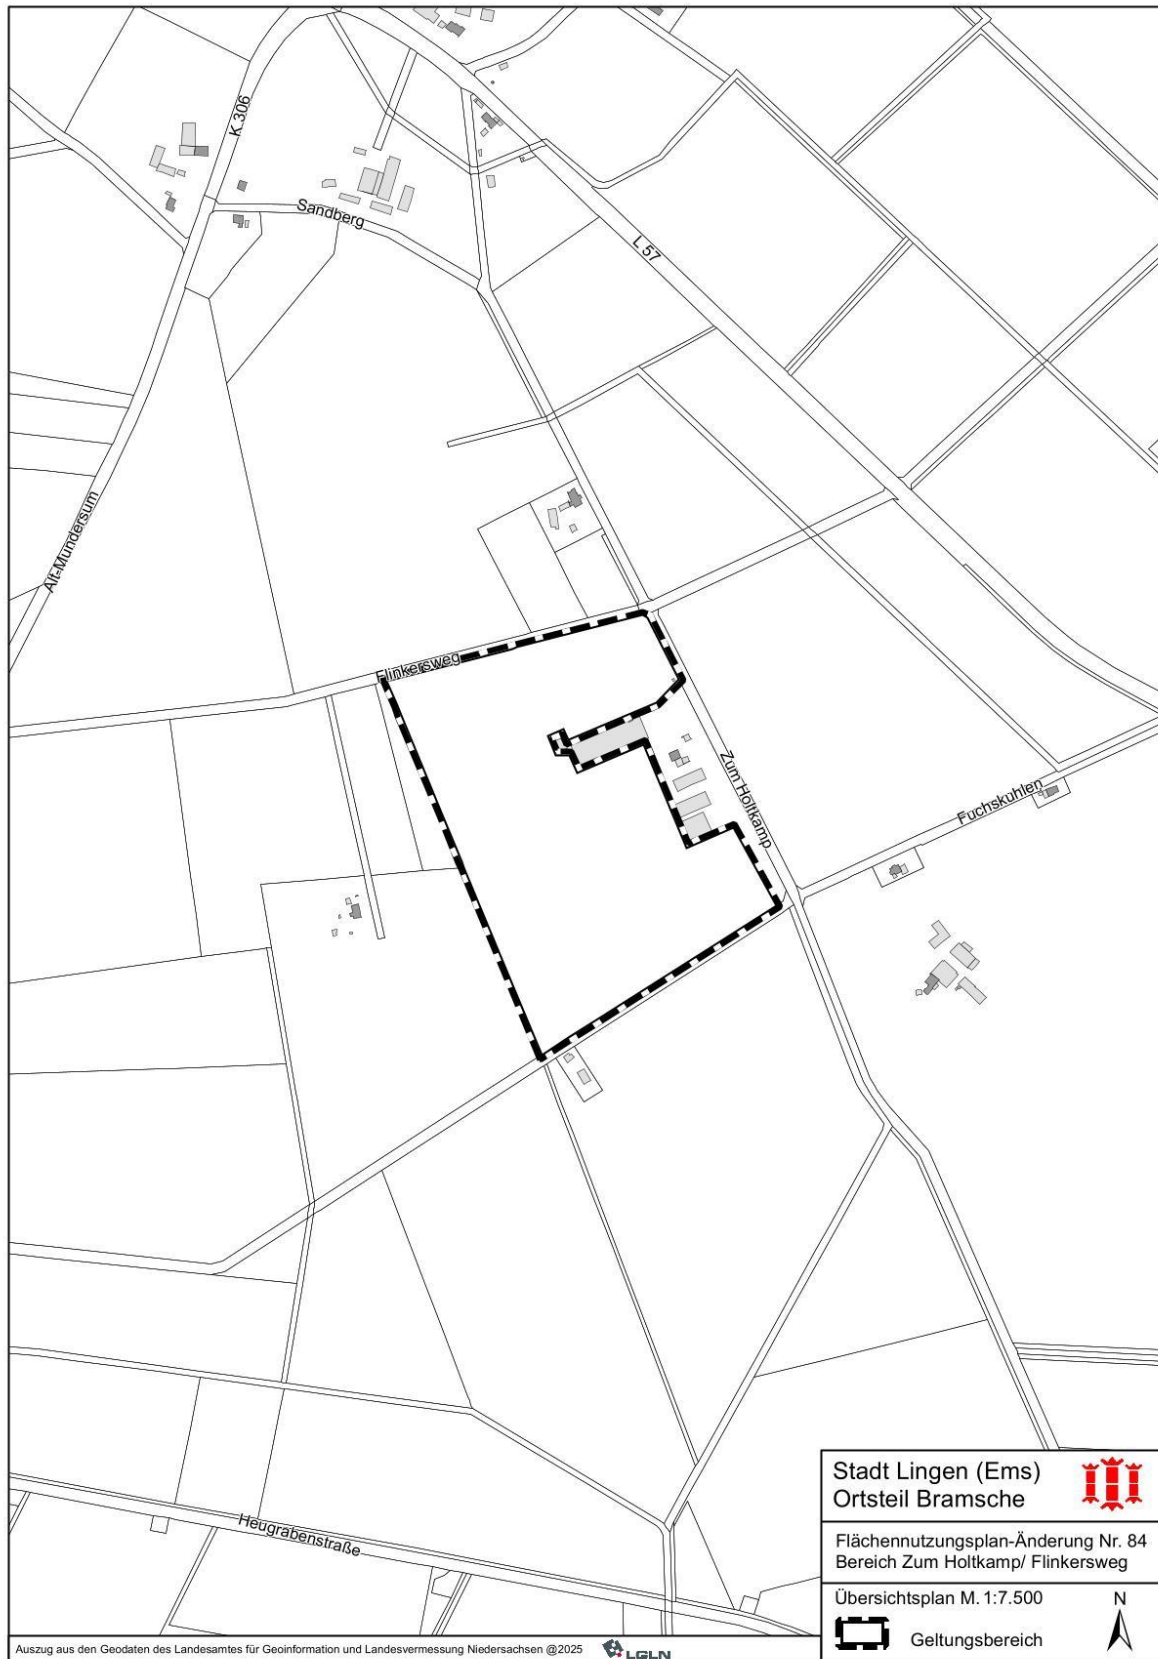 K 306
Sandberg
L 57
Alt-Mundersum
Flinkersweg
Zum Holtkamp
Fuchskuhlen
Heugrabenstraße
Stadt Lingen (Ems)
Ortsteil Bramsche
Flächennutzungsplan-Änderung Nr. 84
Bereich Zum Holtkamp/ Flinkersweg
Übersichtsplan M. 1:7.500
N
Geltungsbereich
Auszug aus den Geodaten des Landesamtes für Geoinformation und Landesvermessung Niedersachsen @2025
LGLN